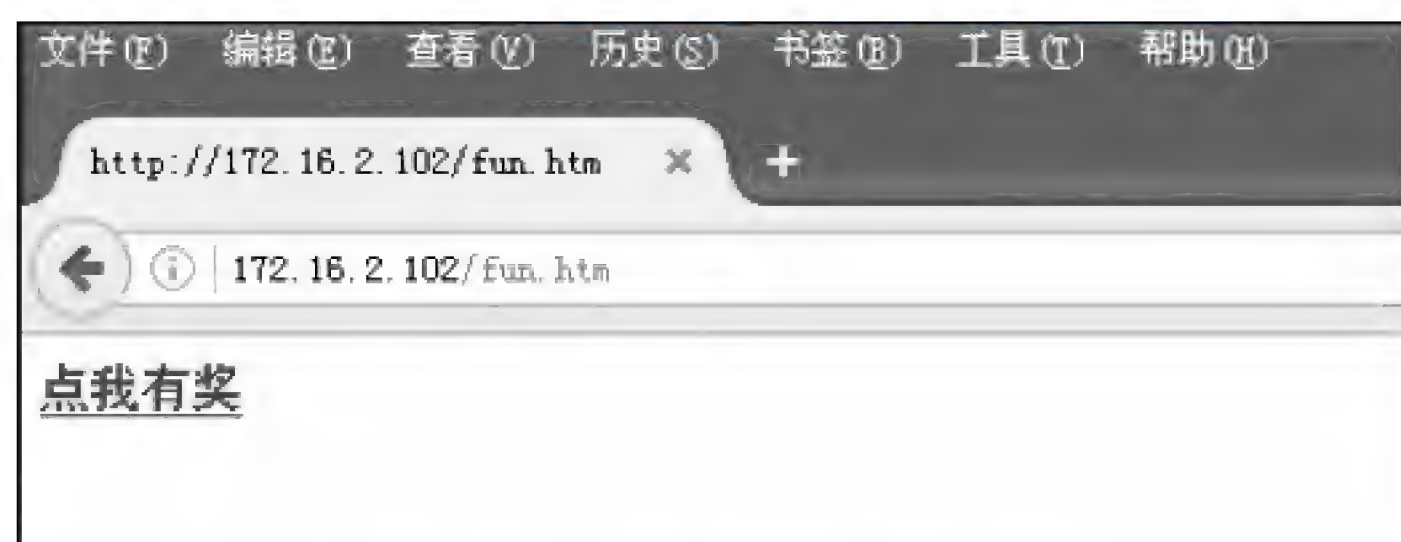 文件(F) 编辑(E) 查看(V) 历史(S) 书签(B) 工具(T) 帮助(H)
http://172.16.2.102/fun.htm × +
172.16.2.102/fun.htm
点我有奖